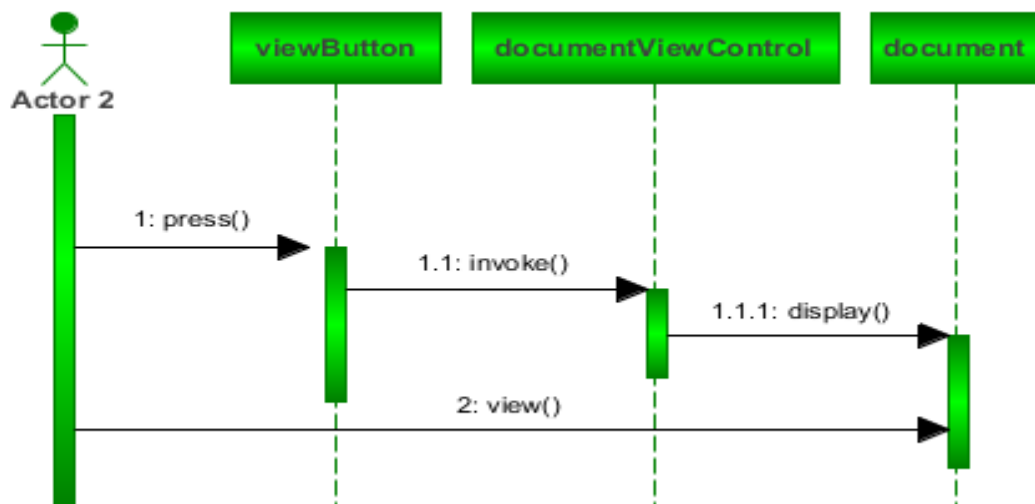 viewButton
documentViewControl
document
Actor 2
1: press()
1.1: invoke()
1.1.1: display()
2: view()